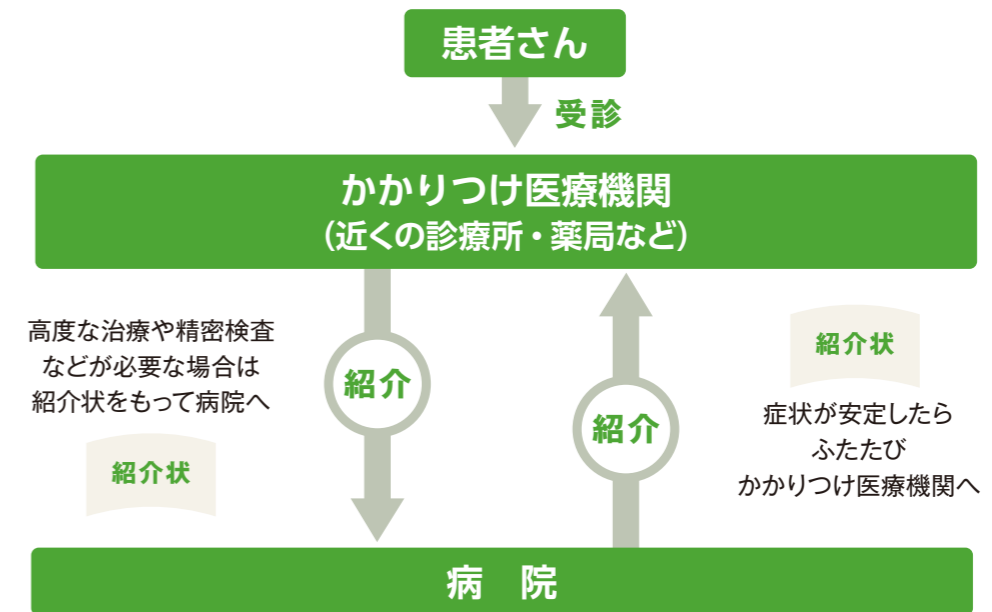 患者さん
受診
かかりつけ医療機関
(近くの診療所・薬局など)
高度な治療や精密検査
などが必要な場合は
紹介状をもって病院へ
紹介状
紹介
紹介
紹介状
症状が安定したら
ふたたび
かかりつけ医療機関へ
病　院